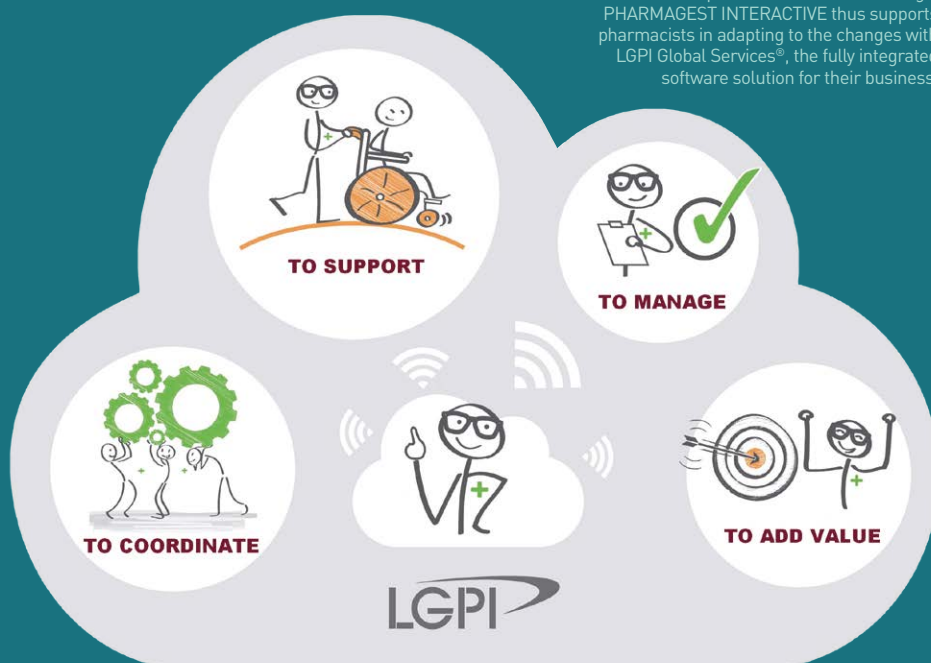 PHARMAGEST INTERACTIVE thus supports
pharmacists in adapting to the changes with
LGPI Global Services®, the fully integrated
software solution for their business
TO SUPPORT
TO MANAGE
TO COORDINATE
TO ADD VALUE
LGPI